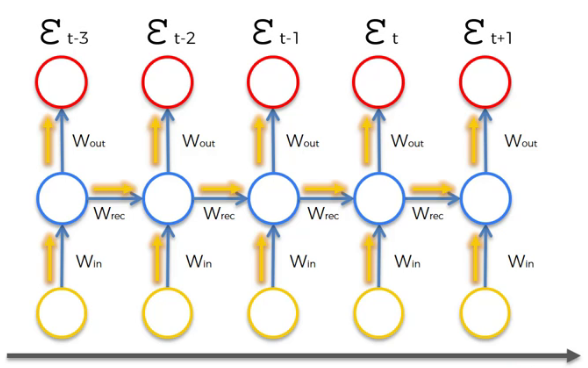 ε t-3 ε t-2 ε t-1 ε t ε t+1
Wout Wout Wout Wout Wout
Wrec Wrec Wrec Wrec
Win Win Win Win Win